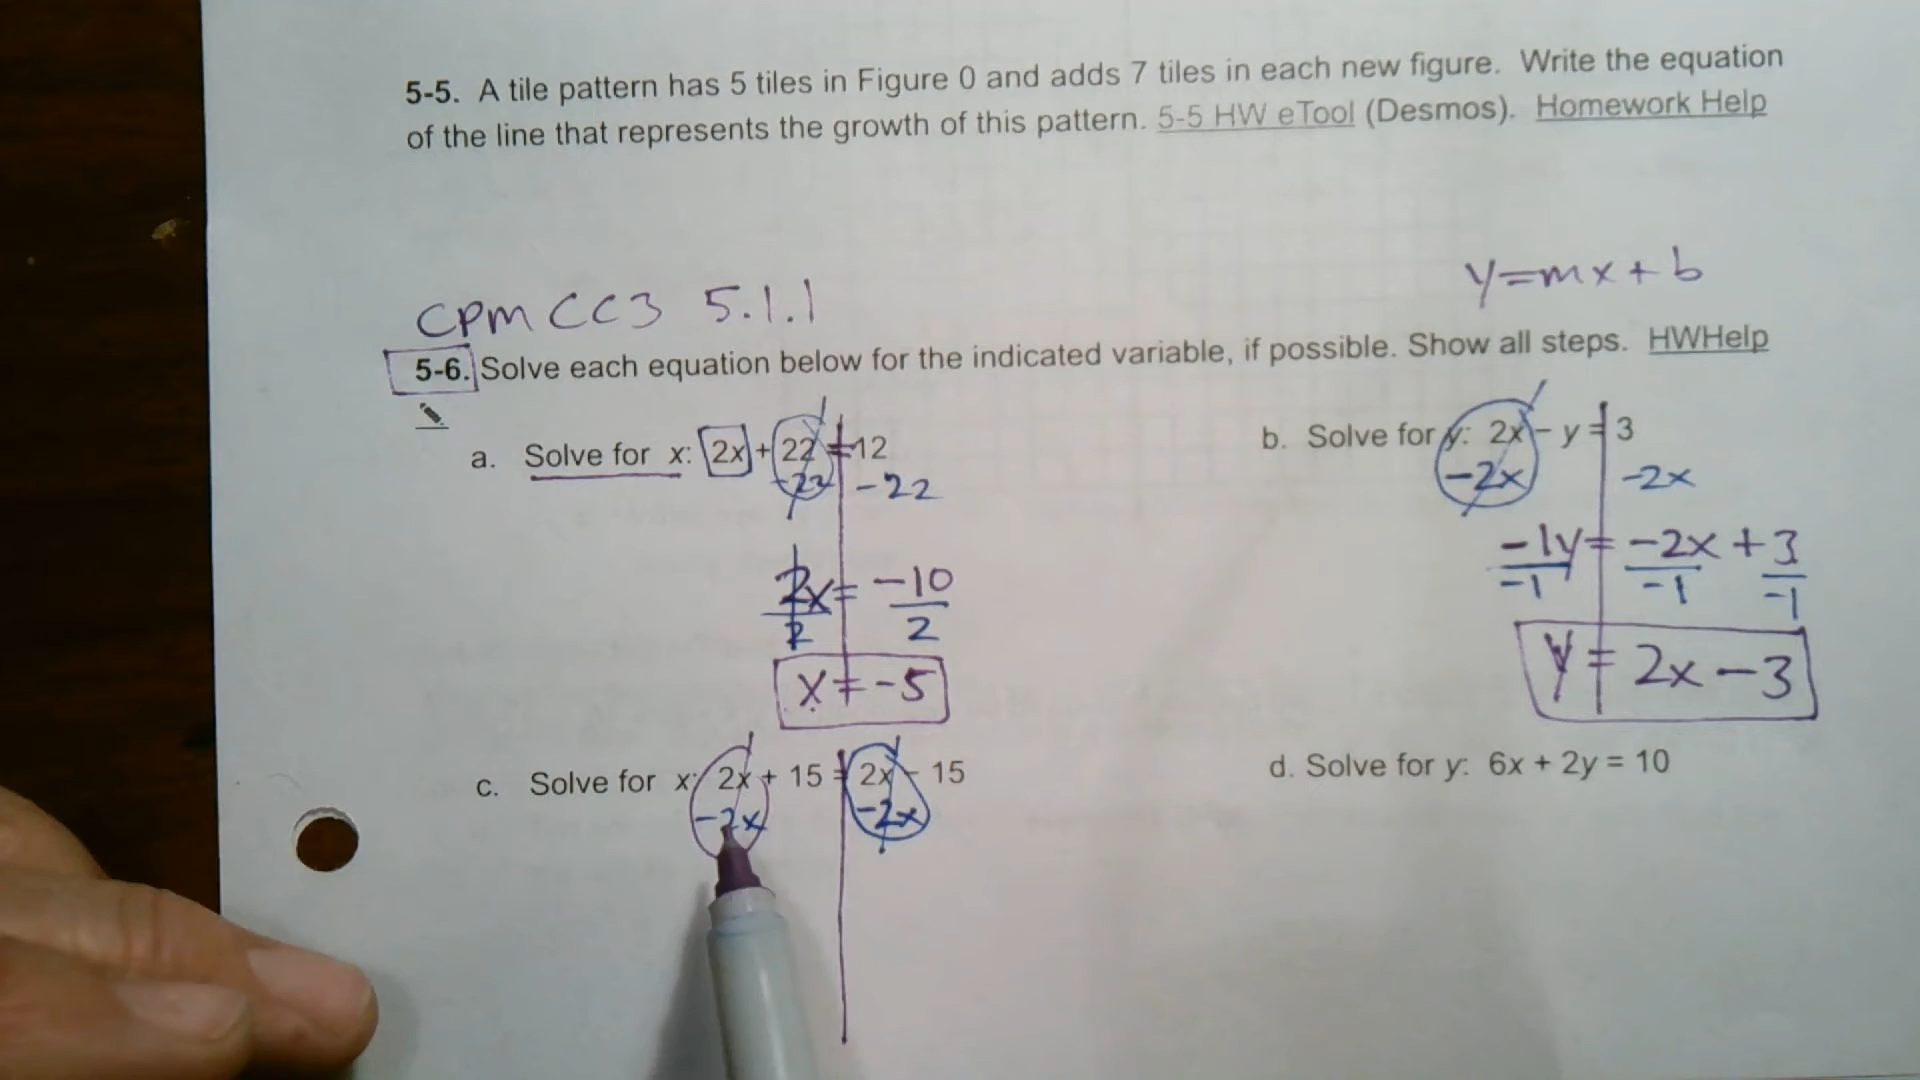 5-5. A tile pattern has 5 tiles in Figure 0 and adds 7 tiles in each new figure. Write the equation
of the line that represents the growth of this pattern. 5-5 HW eTool (Desmos). Homework Help
y=mx+b
CPM CC3 5.1.1
5-6. Solve each equation below for the indicated variable, if possible. Show all steps. HWHelp
a. Solve for x: 2x + 22 = 12
-22 -22
2x = -10
2 2
x = -5
b. Solve for y: 2x - y = 3
-2x -2x
-1y = -2x + 3
-1 -1 -1
y = 2x - 3
c. Solve for x: 2x + 15 = 2x - 15
-2x -2x
d. Solve for y: 6x + 2y = 10